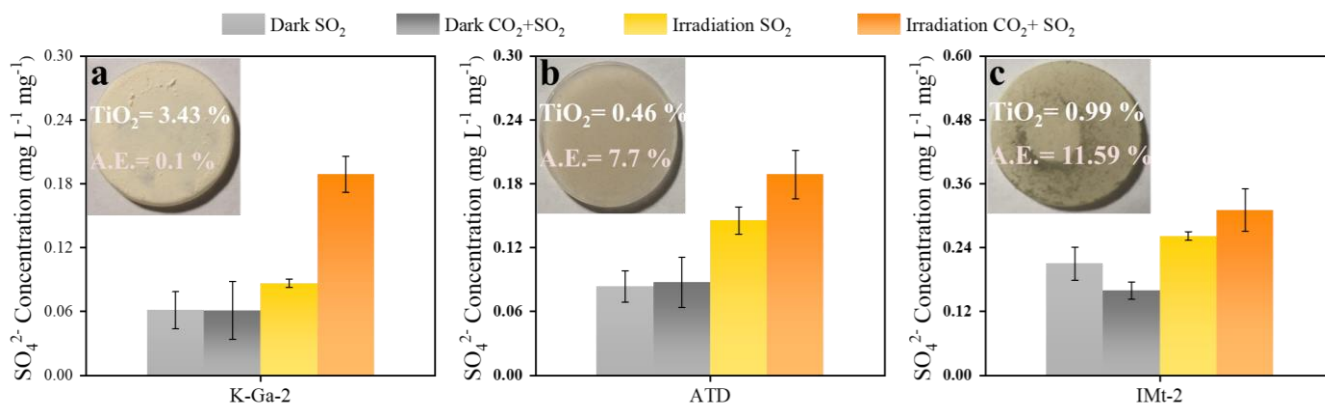 Dark SO₂ Dark CO₂+SO₂ Irradiation SO₂ Irradiation CO₂+ SO₂
a
TiO₂= 3.43 %
A.E.= 0.1 %
SO₄²⁻ Concentration (mg L⁻¹ mg⁻¹)
0.30
0.24
0.18
0.12
0.06
0.00
K-Ga-2
b
TiO₂= 0.46 %
A.E.= 7.7 %
SO₄²⁻ Concentration (mg L⁻¹ mg⁻¹)
0.30
0.24
0.18
0.12
0.06
0.00
ATD
c
TiO₂= 0.99 %
A.E.= 11.59 %
SO₄²⁻ Concentration (mg L⁻¹ mg⁻¹)
0.60
0.48
0.36
0.24
0.12
0.00
IMt-2